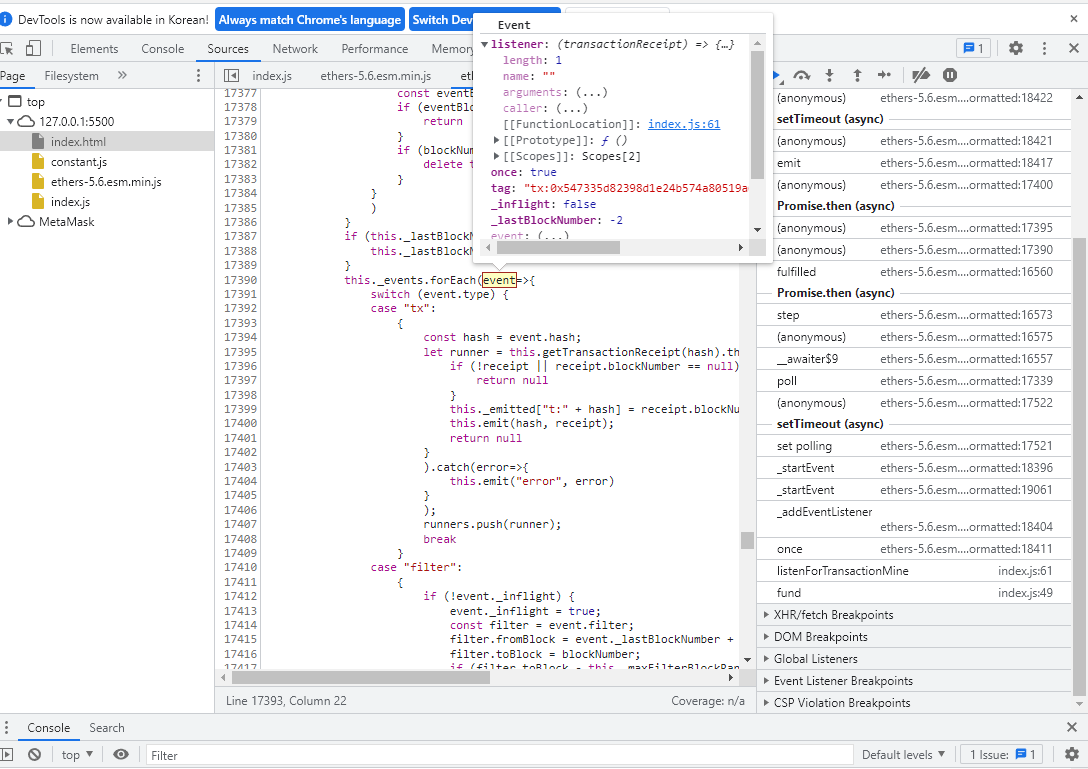 DevTools is now available in Korean!
Always match Chrome's language
Switch Dev
Elements
Console
Sources
Network
Performance
Memory
1
Page
Filesystem
index.js
ethers-5.6.esm.min.js
top
127.0.0.1:5500
index.html
constant.js
ethers-5.6.esm.min.js
index.js
MetaMask
Event
listener: (transactionReceipt) => {…}
length: 1
name: ""
arguments: (...)
caller: (...)
[[FunctionLocation]]: index.js:61
[[Prototype]]: ƒ ()
[[Scopes]]: Scopes[2]
once: true
tag: "tx:0x547335d82398d1e24b574a80519a
_inflight: false
_lastBlockNumber: -2
event: (...)
17377 const eventB
17378 if (eventBlo
17379 return
17380 }
17381 if (blockNum
17382 delete t
17383 }
17384 }
17385 )
17386 }
17387 if (this._lastBlockN
17388 this._lastBlockN
17389 }
17390 this._events.forEach(event=>{
17391 switch (event.type) {
17392 case "tx":
17393 {
17394 const hash = event.hash;
17395 let runner = this.getTransactionReceipt(hash).th
17396 if (!receipt || receipt.blockNumber == null)
17397 return null
17398 }
17399 this._emitted["t:" + hash] = receipt.blockNu
17400 this.emit(hash, receipt);
17401 return null
17402 }
17403 ).catch(error=>{
17404 this.emit("error", error)
17405 }
17406 );
17407 runners.push(runner);
17408 break
17409 }
17410 case "filter":
17411 {
17412 if (!event._inflight) {
17413 event._inflight = true;
17414 const filter = event.filter;
17415 filter.fromBlock = event._lastBlockNumber +
17416 filter.toBlock = blockNumber;
17417 if (filter.toBlock - this._maxFilterBlockRan
Line 17393, Column 22
Coverage: n/a
(anonymous) ethers-5.6.esm....ormatted:18422
setTimeout (async)
(anonymous) ethers-5.6.esm....ormatted:18421
emit ethers-5.6.esm....ormatted:18417
(anonymous) ethers-5.6.esm....ormatted:17400
Promise.then (async)
(anonymous) ethers-5.6.esm....ormatted:17395
(anonymous) ethers-5.6.esm....ormatted:17390
fulfilled ethers-5.6.esm....ormatted:16560
Promise.then (async)
step ethers-5.6.esm....ormatted:16573
(anonymous) ethers-5.6.esm....ormatted:16575
__awaiter$9 ethers-5.6.esm....ormatted:16557
poll ethers-5.6.esm....ormatted:17339
(anonymous) ethers-5.6.esm....ormatted:17522
setTimeout (async)
set polling ethers-5.6.esm....ormatted:17521
_startEvent ethers-5.6.esm....ormatted:18396
_startEvent ethers-5.6.esm....ormatted:19061
_addEventListener
ethers-5.6.esm....ormatted:18404
once ethers-5.6.esm....ormatted:18411
listenForTransactionMine index.js:61
fund index.js:49
XHR/fetch Breakpoints
DOM Breakpoints
Global Listeners
Event Listener Breakpoints
CSP Violation Breakpoints
Console
Search
top
Filter
Default levels
1 Issue: 1